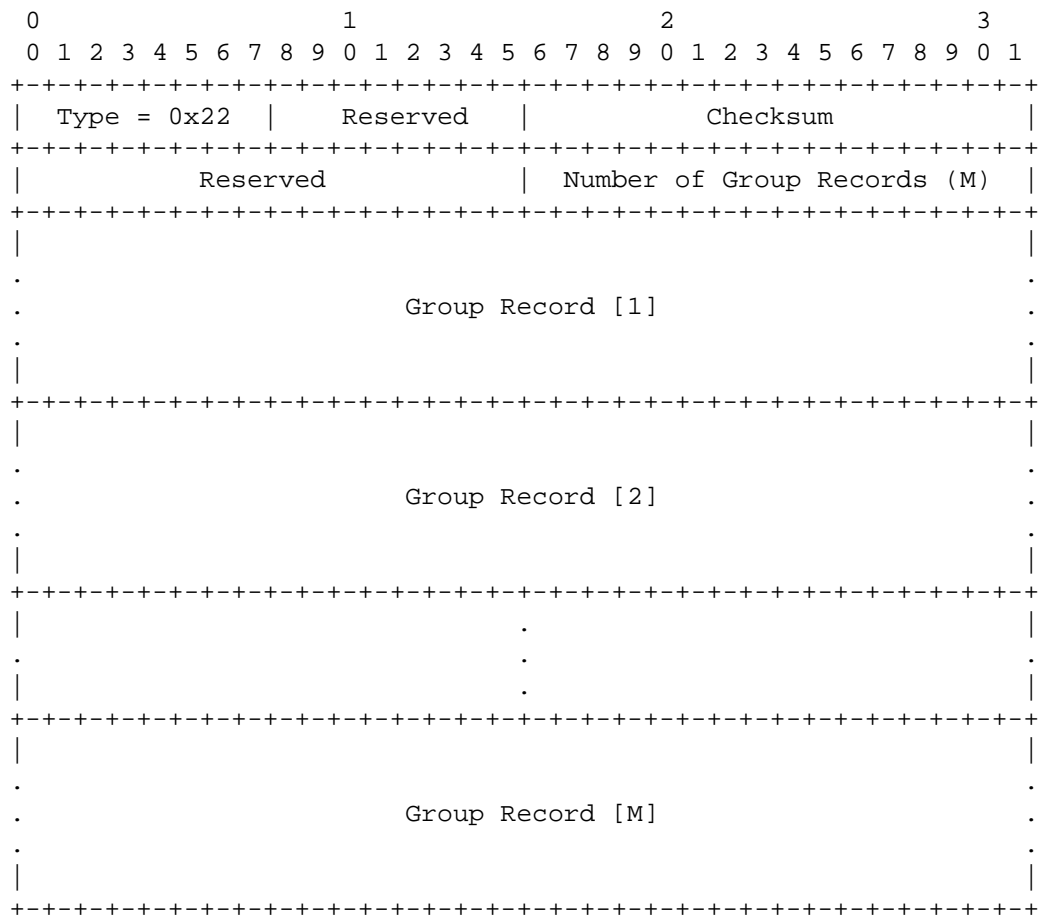 0                   1                   2                   3
 0 1 2 3 4 5 6 7 8 9 0 1 2 3 4 5 6 7 8 9 0 1 2 3 4 5 6 7 8 9 0 1
+-+-+-+-+-+-+-+-+-+-+-+-+-+-+-+-+-+-+-+-+-+-+-+-+-+-+-+-+-+-+-+-+
|  Type = 0x22  |    Reserved   |           Checksum            |
+-+-+-+-+-+-+-+-+-+-+-+-+-+-+-+-+-+-+-+-+-+-+-+-+-+-+-+-+-+-+-+-+
|           Reserved            |  Number of Group Records (M)  |
+-+-+-+-+-+-+-+-+-+-+-+-+-+-+-+-+-+-+-+-+-+-+-+-+-+-+-+-+-+-+-+-+
|                                                               |
.                                                               .
.                        Group Record [1]                       .
.                                                               .
|                                                               |
+-+-+-+-+-+-+-+-+-+-+-+-+-+-+-+-+-+-+-+-+-+-+-+-+-+-+-+-+-+-+-+-+
|                                                               |
.                                                               .
.                        Group Record [2]                       .
.                                                               .
|                                                               |
+-+-+-+-+-+-+-+-+-+-+-+-+-+-+-+-+-+-+-+-+-+-+-+-+-+-+-+-+-+-+-+-+
|                               .                               |
.                               .                               .
|                               .                               |
+-+-+-+-+-+-+-+-+-+-+-+-+-+-+-+-+-+-+-+-+-+-+-+-+-+-+-+-+-+-+-+-+
|                                                               |
.                                                               .
.                        Group Record [M]                       .
.                                                               .
|                                                               |
+-+-+-+-+-+-+-+-+-+-+-+-+-+-+-+-+-+-+-+-+-+-+-+-+-+-+-+-+-+-+-+-+